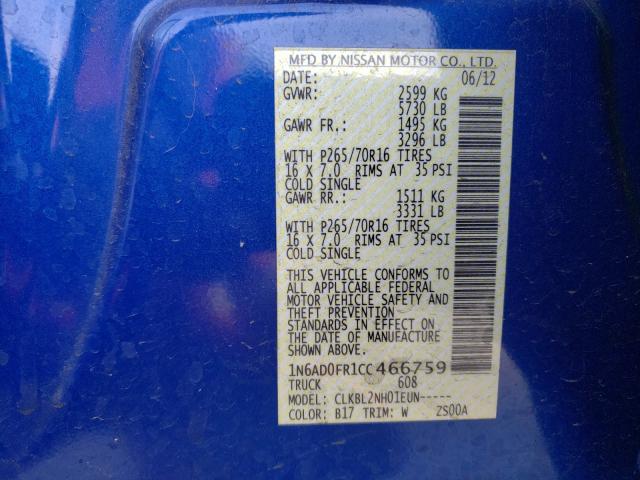 MFD BY NISSAN MOTOR CO., LTD.
DATE: 06/12
GVWR: 2599 KG
5730 LB
GAWR FR.: 1495 KG
3296 LB
WITH P265/70R16 TIRES
16 X 7.0 RIMS AT 35 PSI
COLD SINGLE
GAWR RR.: 1511 KG
3331 LB
WITH P265/70R16 TIRES
16 X 7.0 RIMS AT 35 PSI
COLD SINGLE
THIS VEHICLE CONFORMS TO
ALL APPLICABLE FEDERAL
MOTOR VEHICLE SAFETY AND
THEFT PREVENTION
STANDARDS IN EFFECT ON
THE DATE OF MANUFACTURE
SHOWN ABOVE.
1N6AD0FR1CC466759
TRUCK 608
MODEL: CLKBL2NH01EUN-----
COLOR: B17 TRIM: W ZS00A